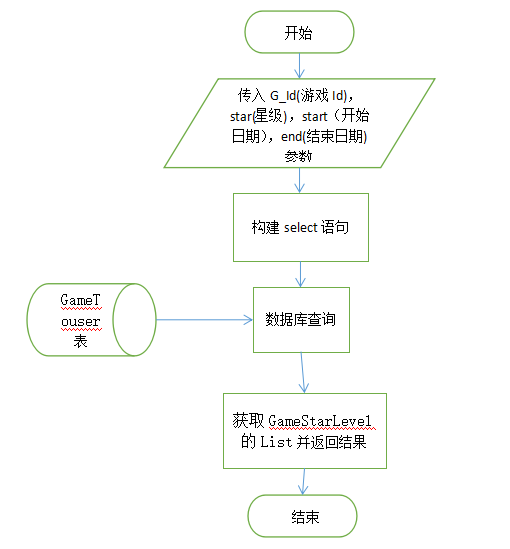 开始
传入 G_Id(游戏 Id)，
star(星级)，start（开始
日期)，end(结束日期)
参数
构建 select 语句
GameT
ouser
表
数据库查询
获取 GameStarLevel
的 List 并返回结果
结束